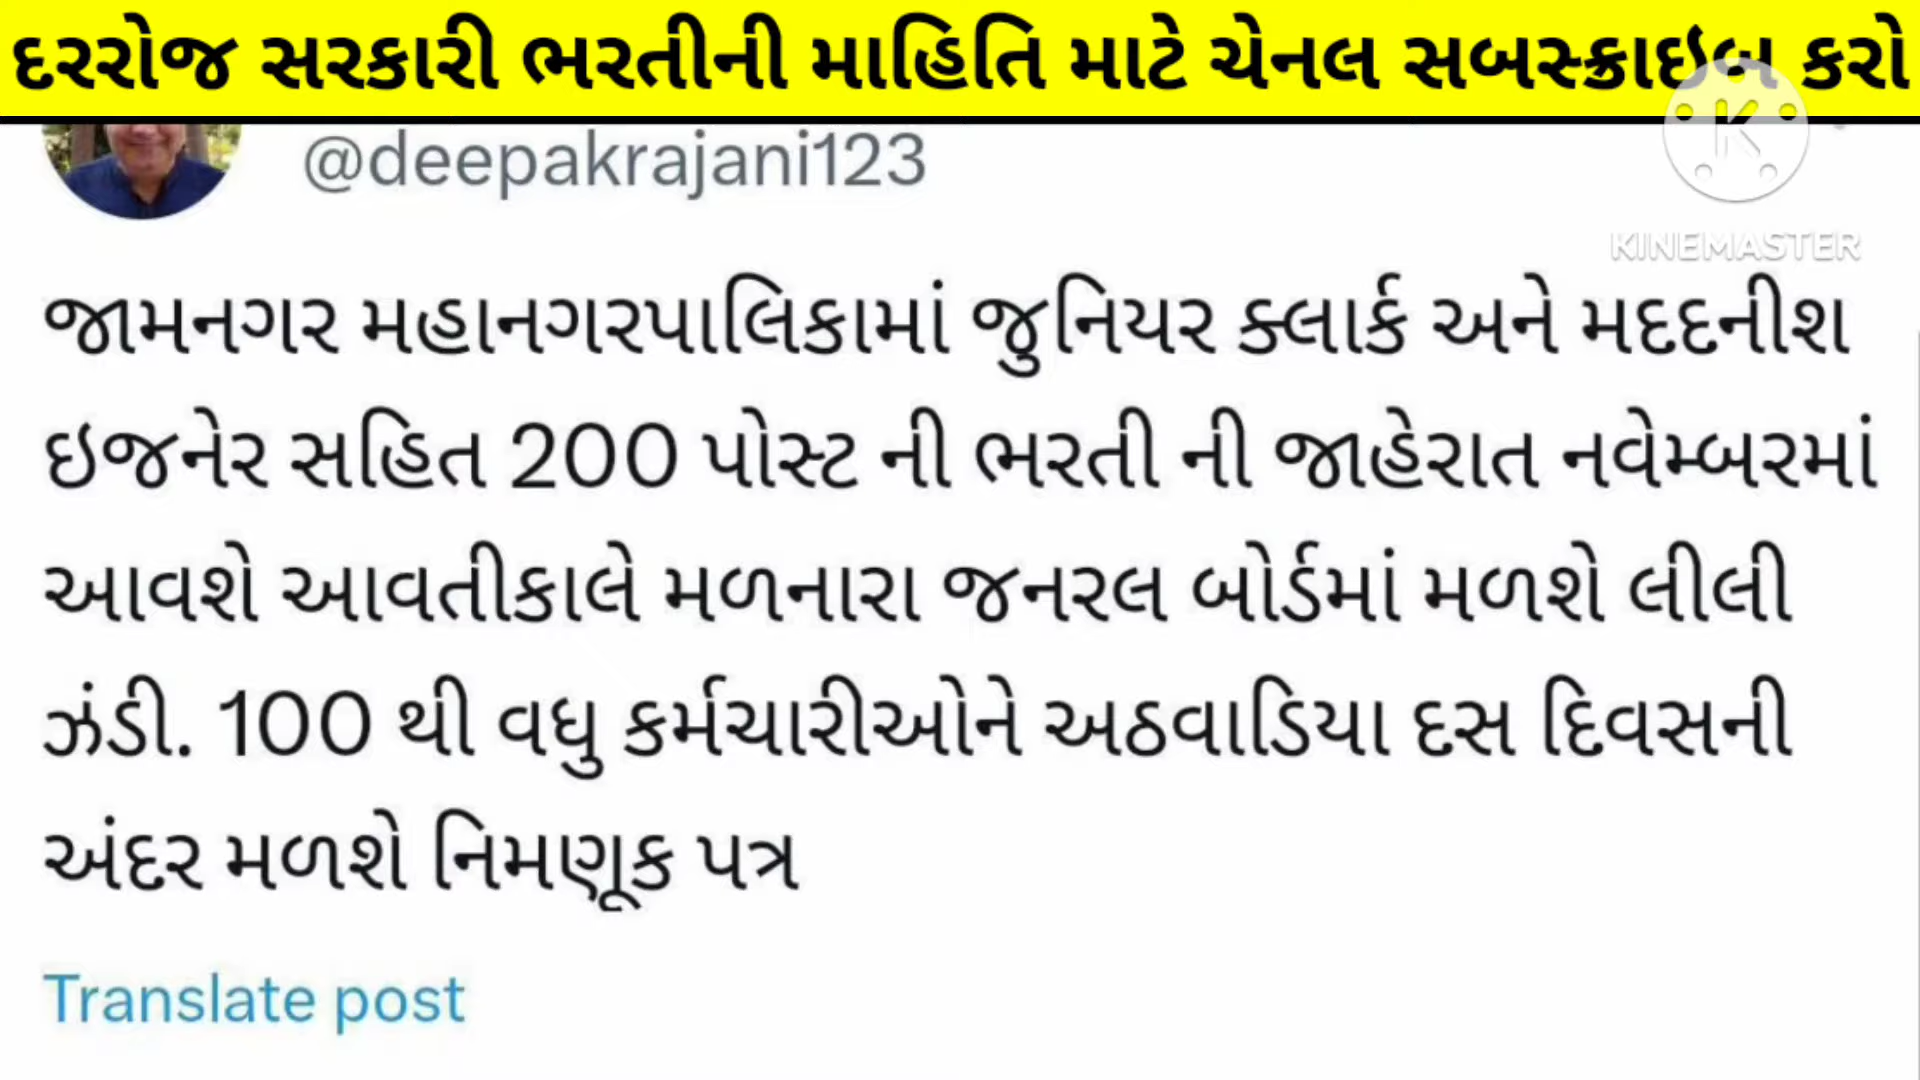 દરરોજ સરકારી ભરતીની માહિતિ માટે ચેનલ સબસ્ક્રાઇબ કરો
@deepakrajani123
KINEMASTER
જામનગર મહાનગરપાલિકામાં જુનિયર ક્લાર્ક અને મદદનીશ
ઇજનેર સહિત 200 પોસ્ટ ની ભરતી ની જાહેરાત નવેમ્બરમાં
આવશે આવતીકાલે મળનારા જનરલ બોર્ડમાં મળશે લીલી
ઝંડી. 100 થી વધુ કર્મચારીઓને અઠવાડિયા દસ દિવસની
અંદર મળશે નિમણૂક પત્ર
Translate post